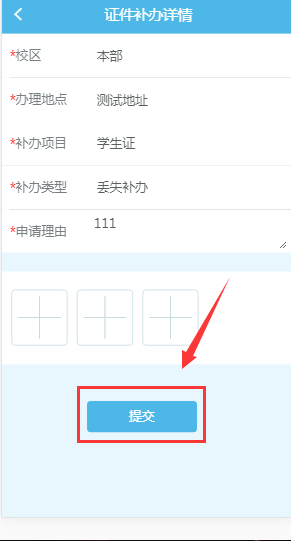 证件补办详情
*校区 本部
*办理地点 测试地址
*补办项目 学生证
*补办类型 丢失补办
*申请理由 111
提交